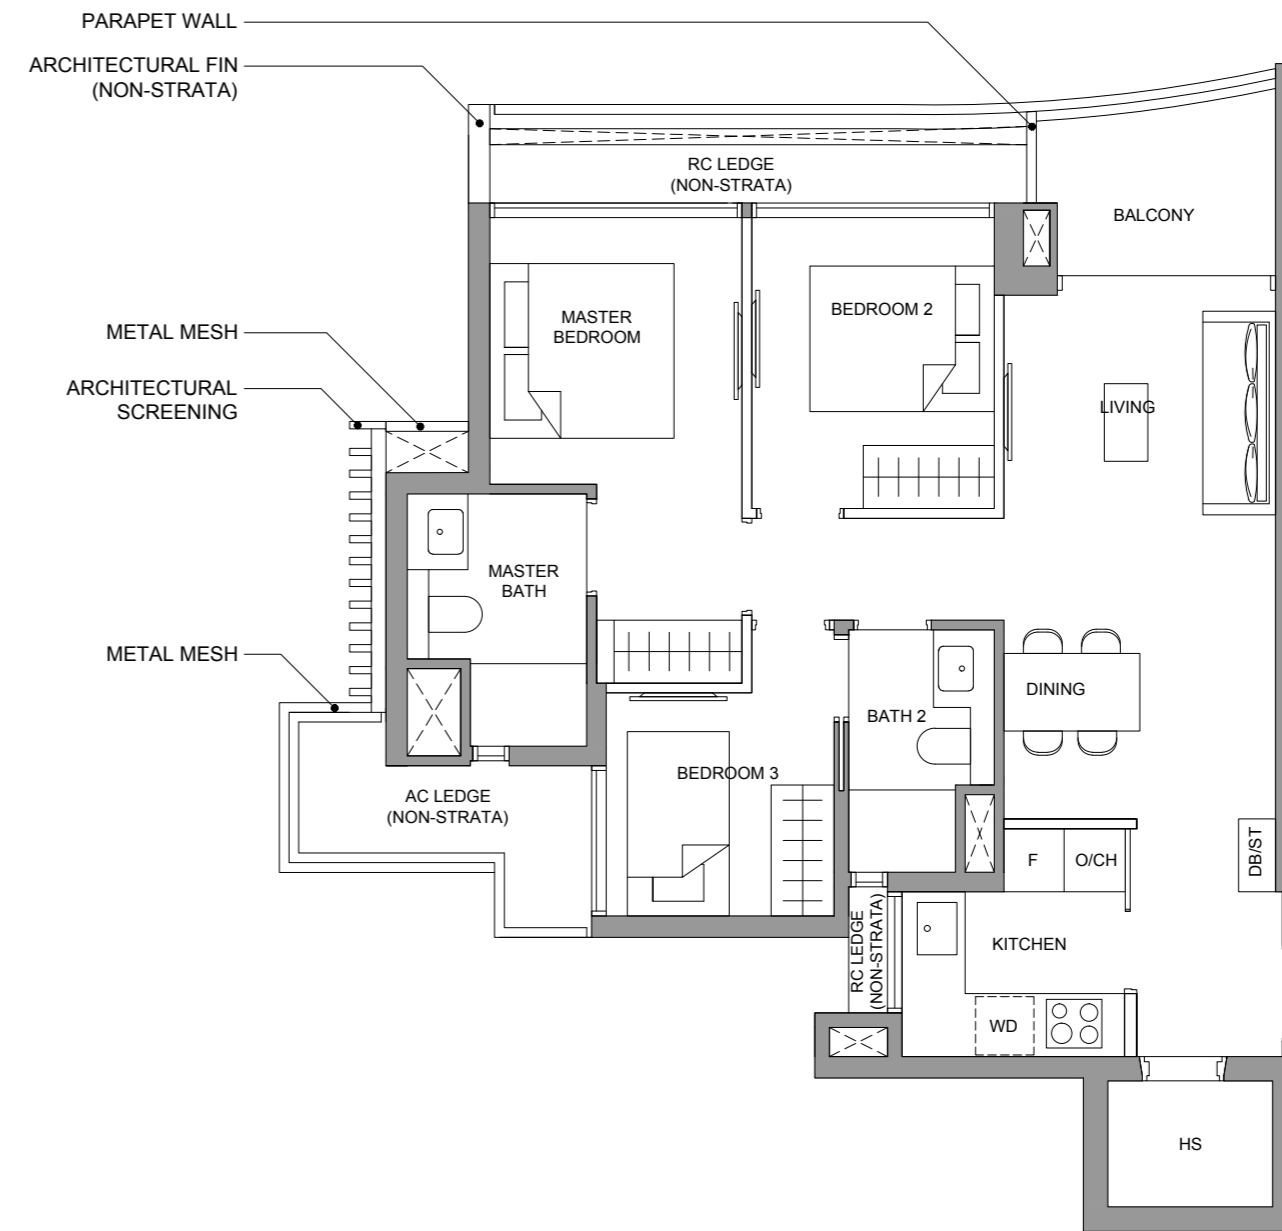 PARAPET WALL
ARCHITECTURAL FIN
(NON-STRATA)
RC LEDGE
(NON-STRATA)
BALCONY
MASTER
BEDROOM
BEDROOM 2
METAL MESH
ARCHITECTURAL
SCREENING
LIVING
MASTER
BATH
METAL MESH
DINING
BATH 2
BEDROOM 3
AC LEDGE
(NON-STRATA)
F
O/CH
DB/ST
RC LEDGE
(NON-STRATA)
KITCHEN
WD
HS